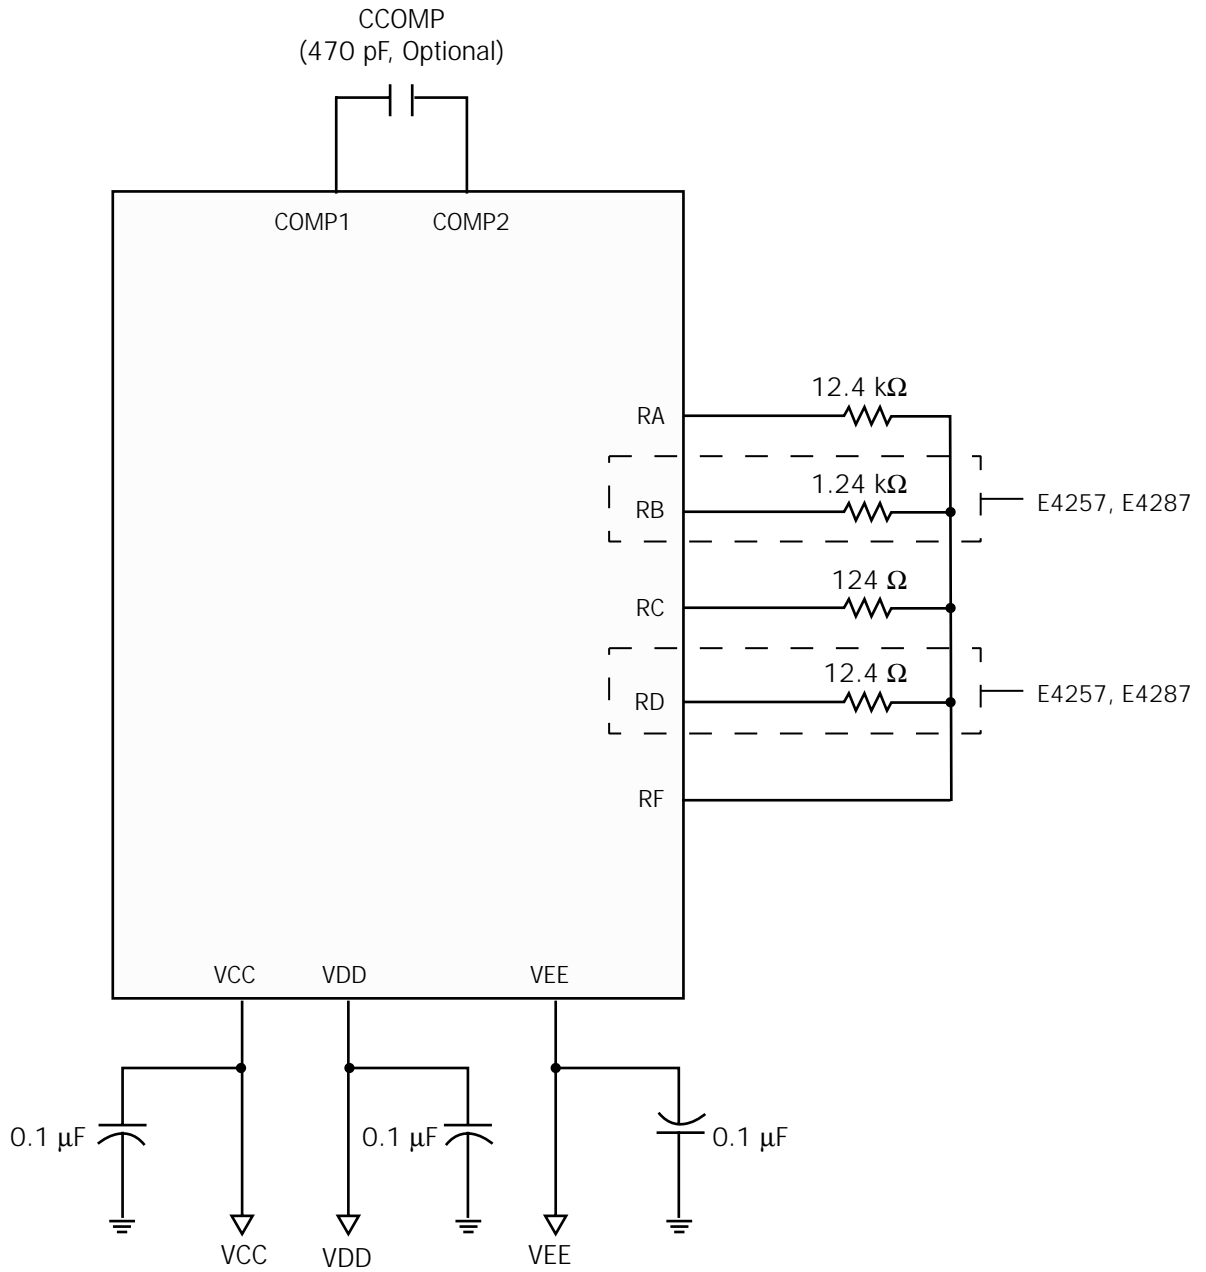 CCOMP
(470 pF, Optional)
COMP1 COMP2
12.4 kΩ
RA
1.24 kΩ
RB
E4257, E4287
124 Ω
RC
12.4 Ω
RD
E4257, E4287
RF
VCC VDD VEE
0.1 μF 0.1 μF 0.1 μF
VCC VDD VEE